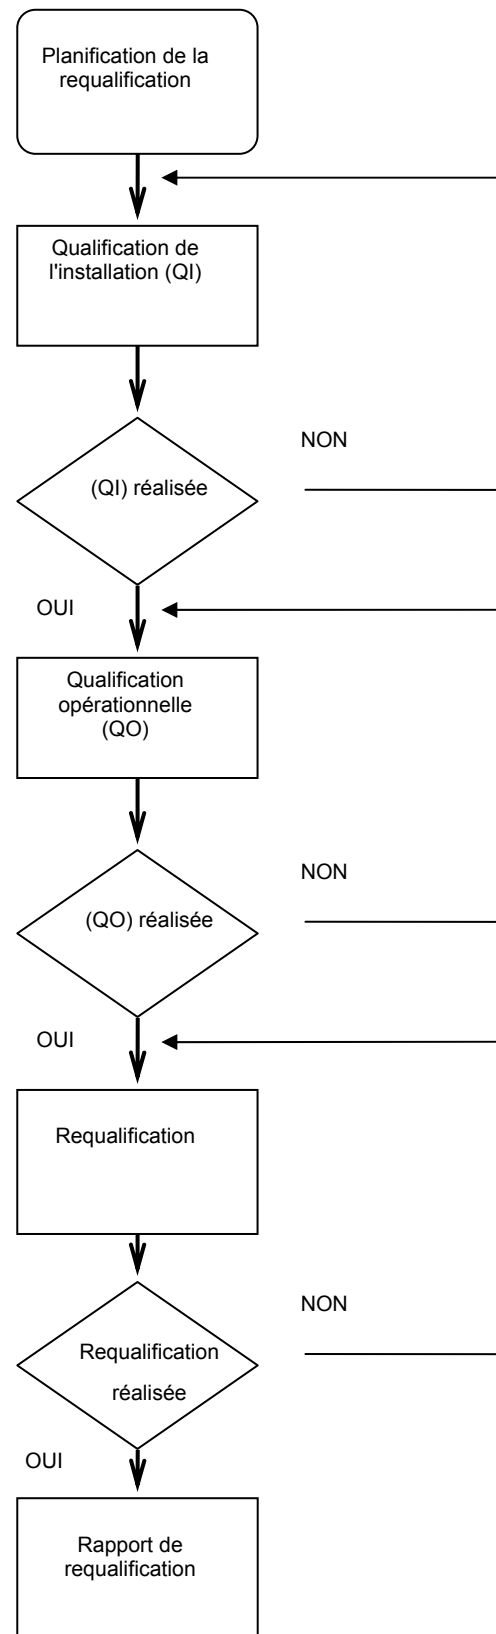 Planification de la
requalification
Qualification de
l'installation (QI)
NON
(QI) réalisée
OUI
Qualification
opérationnelle
(QO)
NON
(QO) réalisée
OUI
Requalification
NON
Requalification
réalisée
OUI
Rapport de
requalification